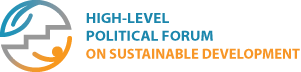 HIGH-LEVEL
POLITICAL FORUM
ON SUSTAINABLE DEVELOPMENT